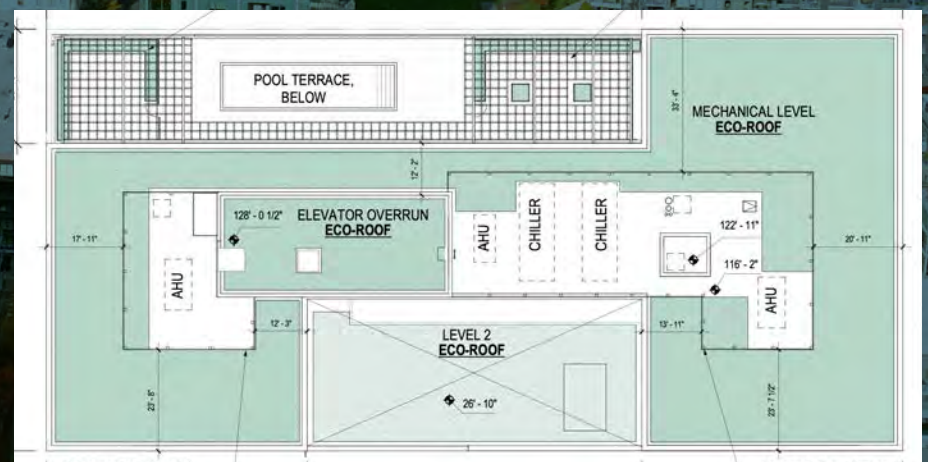 POOL TERRACE,
BELOW
33' - 4"
MECHANICAL LEVEL
ECO-ROOF
12' - 2"
128' - 0 1/2"
ELEVATOR OVERRUN
ECO-ROOF
AHU
CHILLER
CHILLER
122' - 11"
17' - 11"
20' - 11"
116' - 2"
AHU
AHU
12' - 3"
13' - 11"
LEVEL 2
ECO-ROOF
26' - 10"
23' - 8"
23' - 7 1/2"